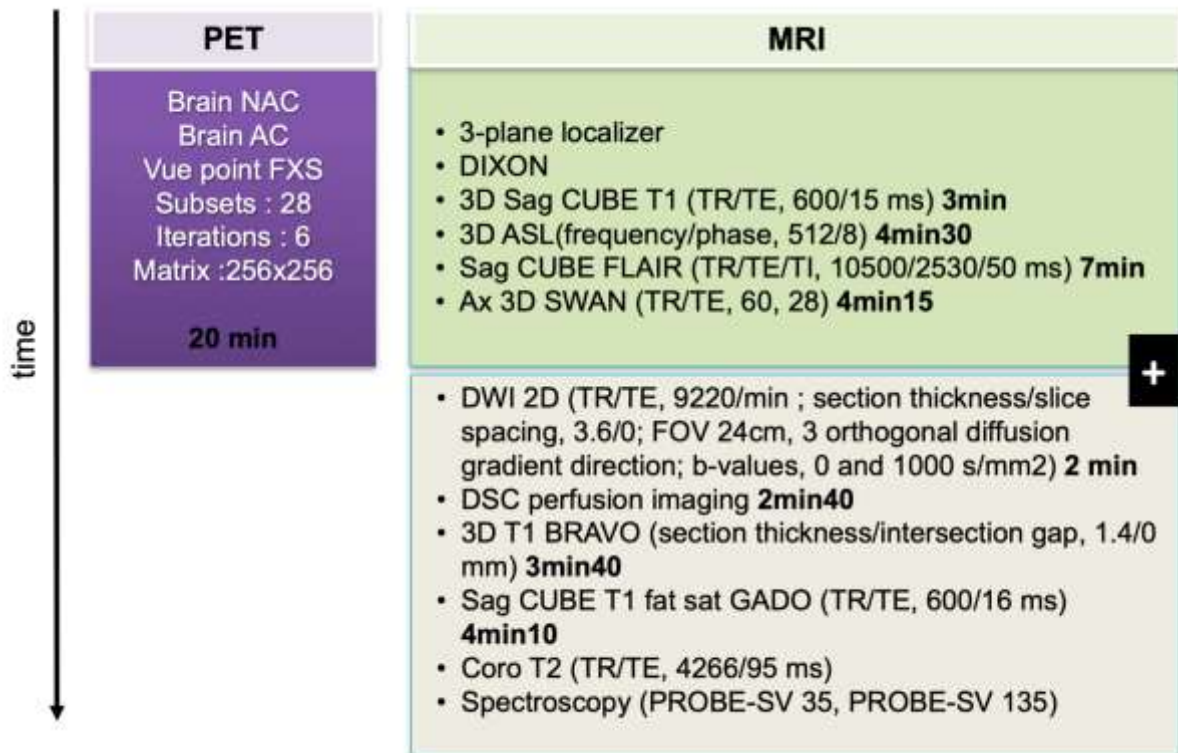 time
PET
Brain NAC
Brain AC
Vue point FXS
Subsets : 28
Iterations : 6
Matrix :256x256
20 min
MRI
• 3-plane localizer
• DIXON
• 3D Sag CUBE T1 (TR/TE, 600/15 ms) 3min
• 3D ASL(frequency/phase, 512/8) 4min30
• Sag CUBE FLAIR (TR/TE/TI, 10500/2530/50 ms) 7min
• Ax 3D SWAN (TR/TE, 60, 28) 4min15
+
• DWI 2D (TR/TE, 9220/min ; section thickness/slice
spacing, 3.6/0; FOV 24cm, 3 orthogonal diffusion
gradient direction; b-values, 0 and 1000 s/mm2) 2 min
• DSC perfusion imaging 2min40
• 3D T1 BRAVO (section thickness/intersection gap, 1.4/0
mm) 3min40
• Sag CUBE T1 fat sat GADO (TR/TE, 600/16 ms)
4min10
• Coro T2 (TR/TE, 4266/95 ms)
• Spectroscopy (PROBE-SV 35, PROBE-SV 135)